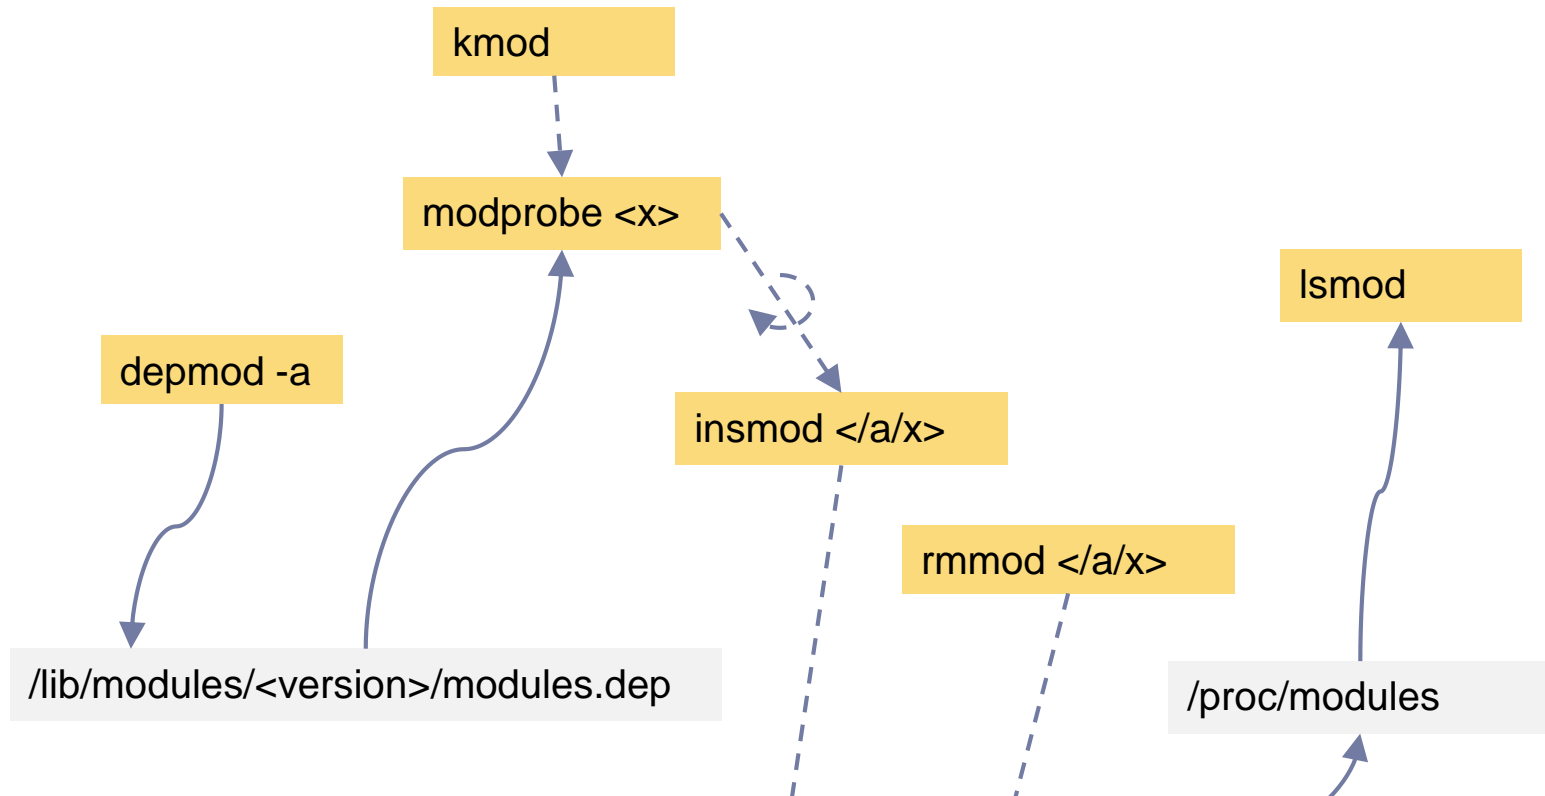 kmod
modprobe <x>
lsmod
depmod -a
insmod </a/x>
rmmod </a/x>
/lib/modules/<version>/modules.dep
/proc/modules